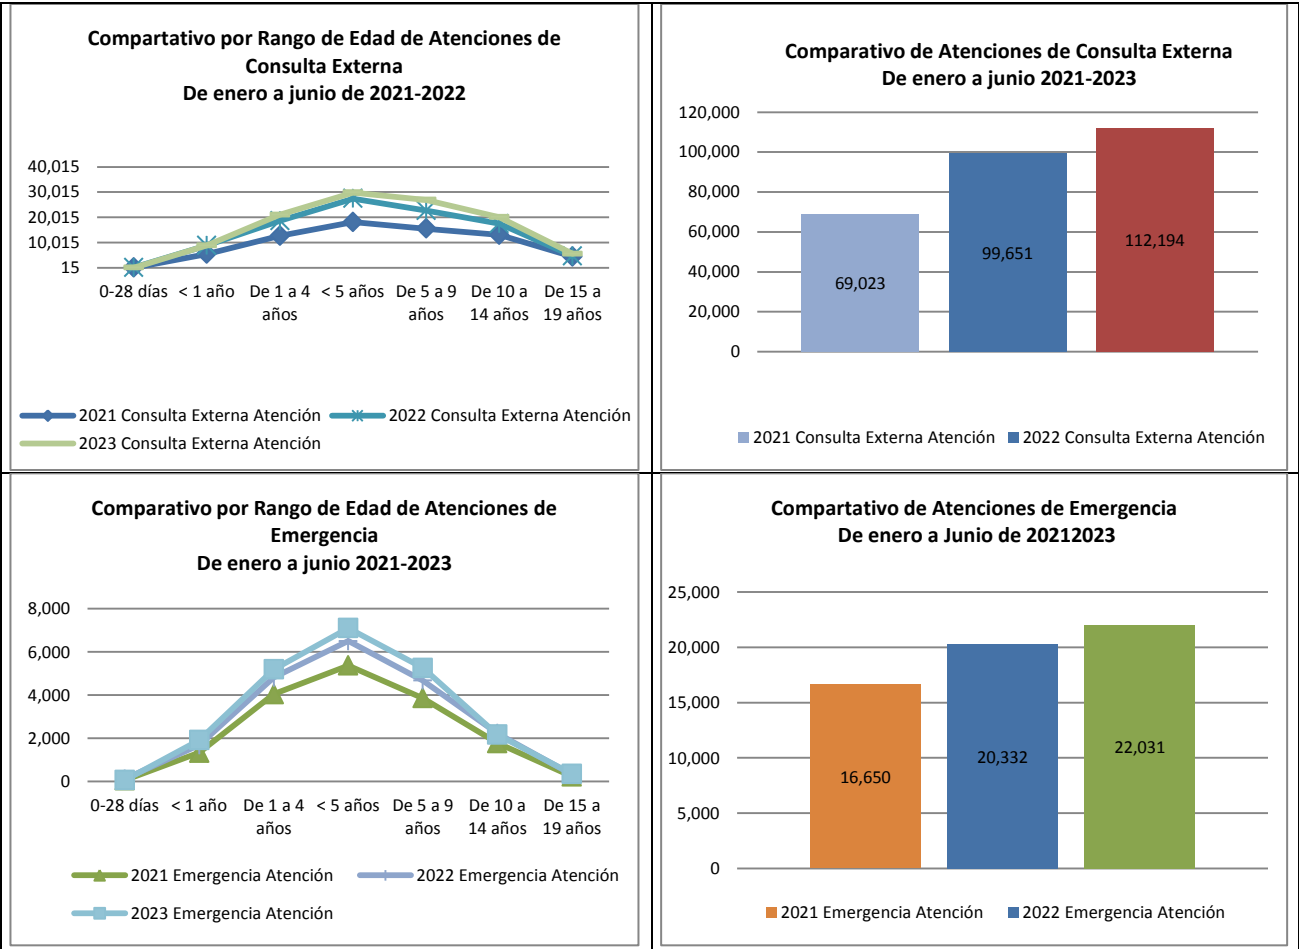 Compartativo por Rango de Edad de Atenciones de
Consulta Externa
De enero a junio de 2021-2022
40,015
30,015
20,015
10,015
15
0-28 días < 1 año De 1 a 4 < 5 años De 5 a 9 De 10 a De 15 a
años años 14 años 19 años
2021 Consulta Externa Atención 2022 Consulta Externa Atención
2023 Consulta Externa Atención
Comparativo de Atenciones de Consulta Externa
De enero a junio 2021-2023
120,000
100,000
80,000
60,000
40,000
20,000
0
69,023
99,651
112,194
2021 Consulta Externa Atención 2022 Consulta Externa Atención
Comparativo por Rango de Edad de Atenciones de
Emergencia
De enero a junio 2021-2023
8,000
6,000
4,000
2,000
0
0-28 días < 1 año De 1 a 4 < 5 años De 5 a 9 De 10 a De 15 a
años años 14 años 19 años
2021 Emergencia Atención 2022 Emergencia Atención
2023 Emergencia Atención
Compartativo de Atenciones de Emergencia
De enero a Junio de 20212023
25,000
20,000
15,000
10,000
5,000
0
16,650
20,332
22,031
2021 Emergencia Atención 2022 Emergencia Atención